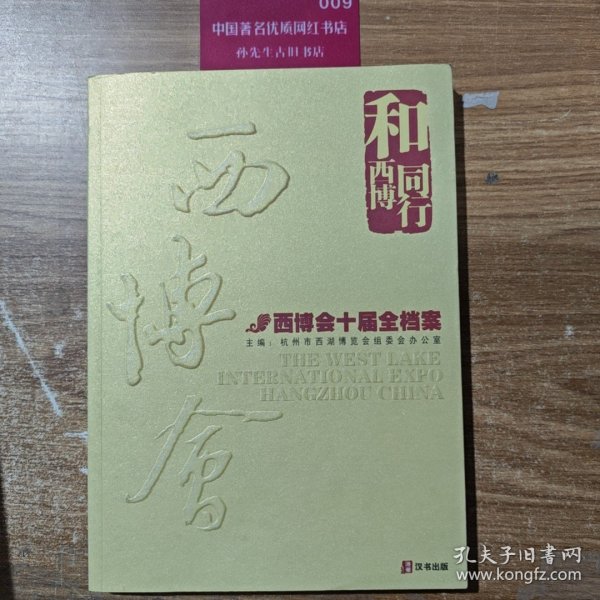 009
中国著名优质网红书店
孙先生古旧书店
和
西博
同行
西博会
西博会十届全档案
主编：杭州市西湖博览会组委会办公室
THE WEST LAKE
INTERNATIONAL EXPO
HANGZHOU CHINA
汉书出版
孔夫子旧书网
www.kongfz.com